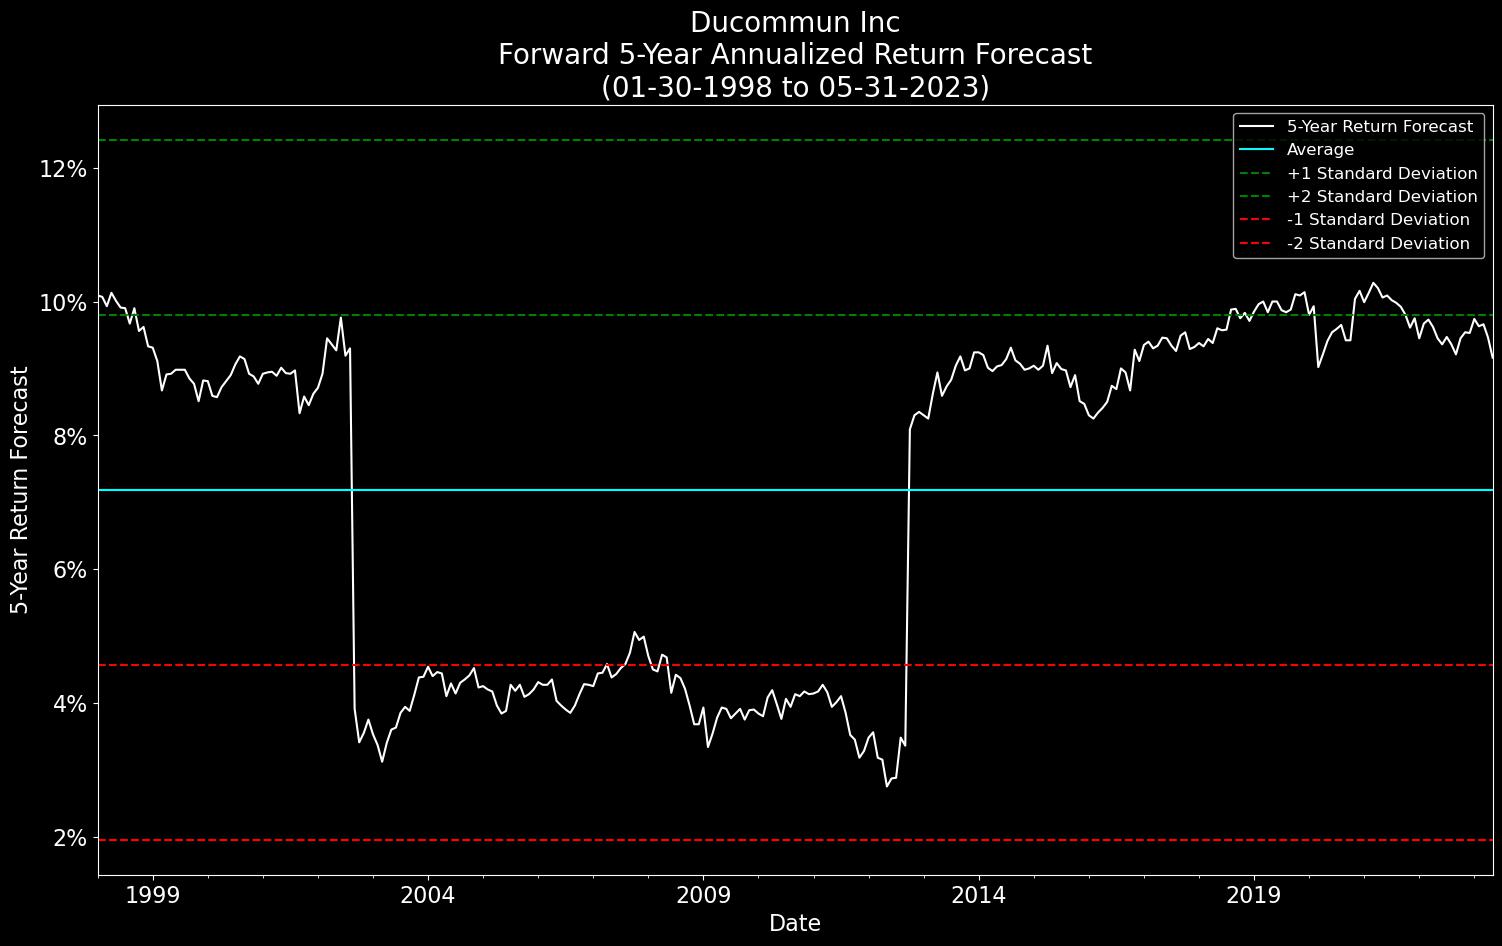 Ducommun Inc
Forward 5-Year Annualized Return Forecast
(01-30-1998 to 05-31-2023)
5-Year Return Forecast
Average
+1 Standard Deviation
+2 Standard Deviation
-1 Standard Deviation
-2 Standard Deviation
5-Year Return Forecast
12%
10%
8%
6%
4%
2%
1999
2004
2009
2014
2019
Date